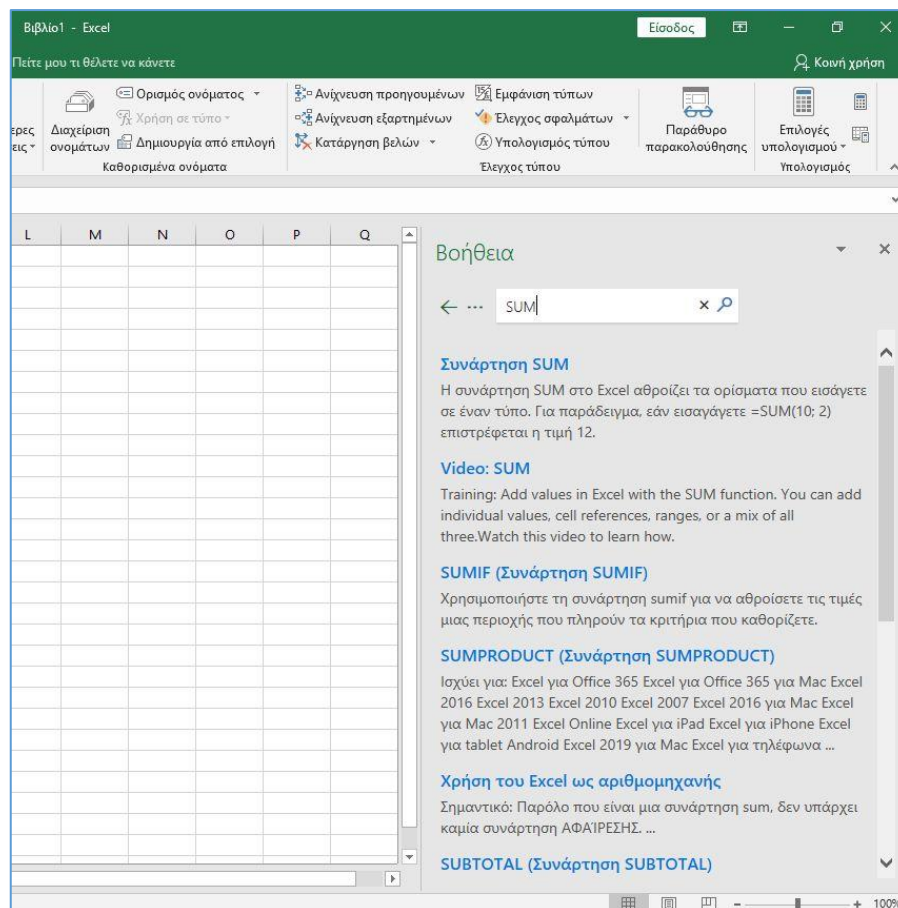 Βιβλίο1 - Excel
Είσοδος
Πείτε μου τι θέλετε να κάνετε
Κοινή χρήση
Διαχείριση ονομάτων
Ορισμός ονόματος
Χρήση σε τύπο
Δημιουργία από επιλογή
Καθορισμένα ονόματα
Ανίχνευση προηγουμένων
Ανίχνευση εξαρτημένων
Κατάργηση βελών
Εμφάνιση τύπων
Έλεγχος σφαλμάτων
Υπολογισμός τύπου
Έλεγχος τύπου
Παράθυρο
παρακολούθησης
Επιλογές
υπολογισμού
Υπολογισμός
L M N O P Q
Βοήθεια
SUM
Συνάρτηση SUM
Η συνάρτηση SUM στο Excel αθροίζει τα ορίσματα που εισάγετε
σε έναν τύπο. Για παράδειγμα, εάν εισαγάγετε =SUM(10; 2)
επιστρέφεται η τιμή 12.
Video: SUM
Training: Add values in Excel with the SUM function. You can add
individual values, cell references, ranges, or a mix of all
three.Watch this video to learn how.
SUMIF (Συνάρτηση SUMIF)
Χρησιμοποιήστε τη συνάρτηση sumif για να αθροίσετε τις τιμές
μιας περιοχής που πληρούν τα κριτήρια που καθορίζετε.
SUMPRODUCT (Συνάρτηση SUMPRODUCT)
Ισχύει για: Excel για Office 365 Excel για Office 365 για Mac Excel
2016 Excel 2013 Excel 2010 Excel 2007 Excel 2016 για Mac Excel
για Mac 2011 Excel Online Excel για iPad Excel για iPhone Excel
για tablet Android Excel 2019 για Mac Excel για τηλέφωνα ...
Χρήση του Excel ως αριθμομηχανής
Σημαντικό: Παρόλο που είναι μια συνάρτηση sum, δεν υπάρχει
καμία συνάρτηση ΑΦΑΊΡΕΣΗΣ. ...
SUBTOTAL (Συνάρτηση SUBTOTAL)
100%